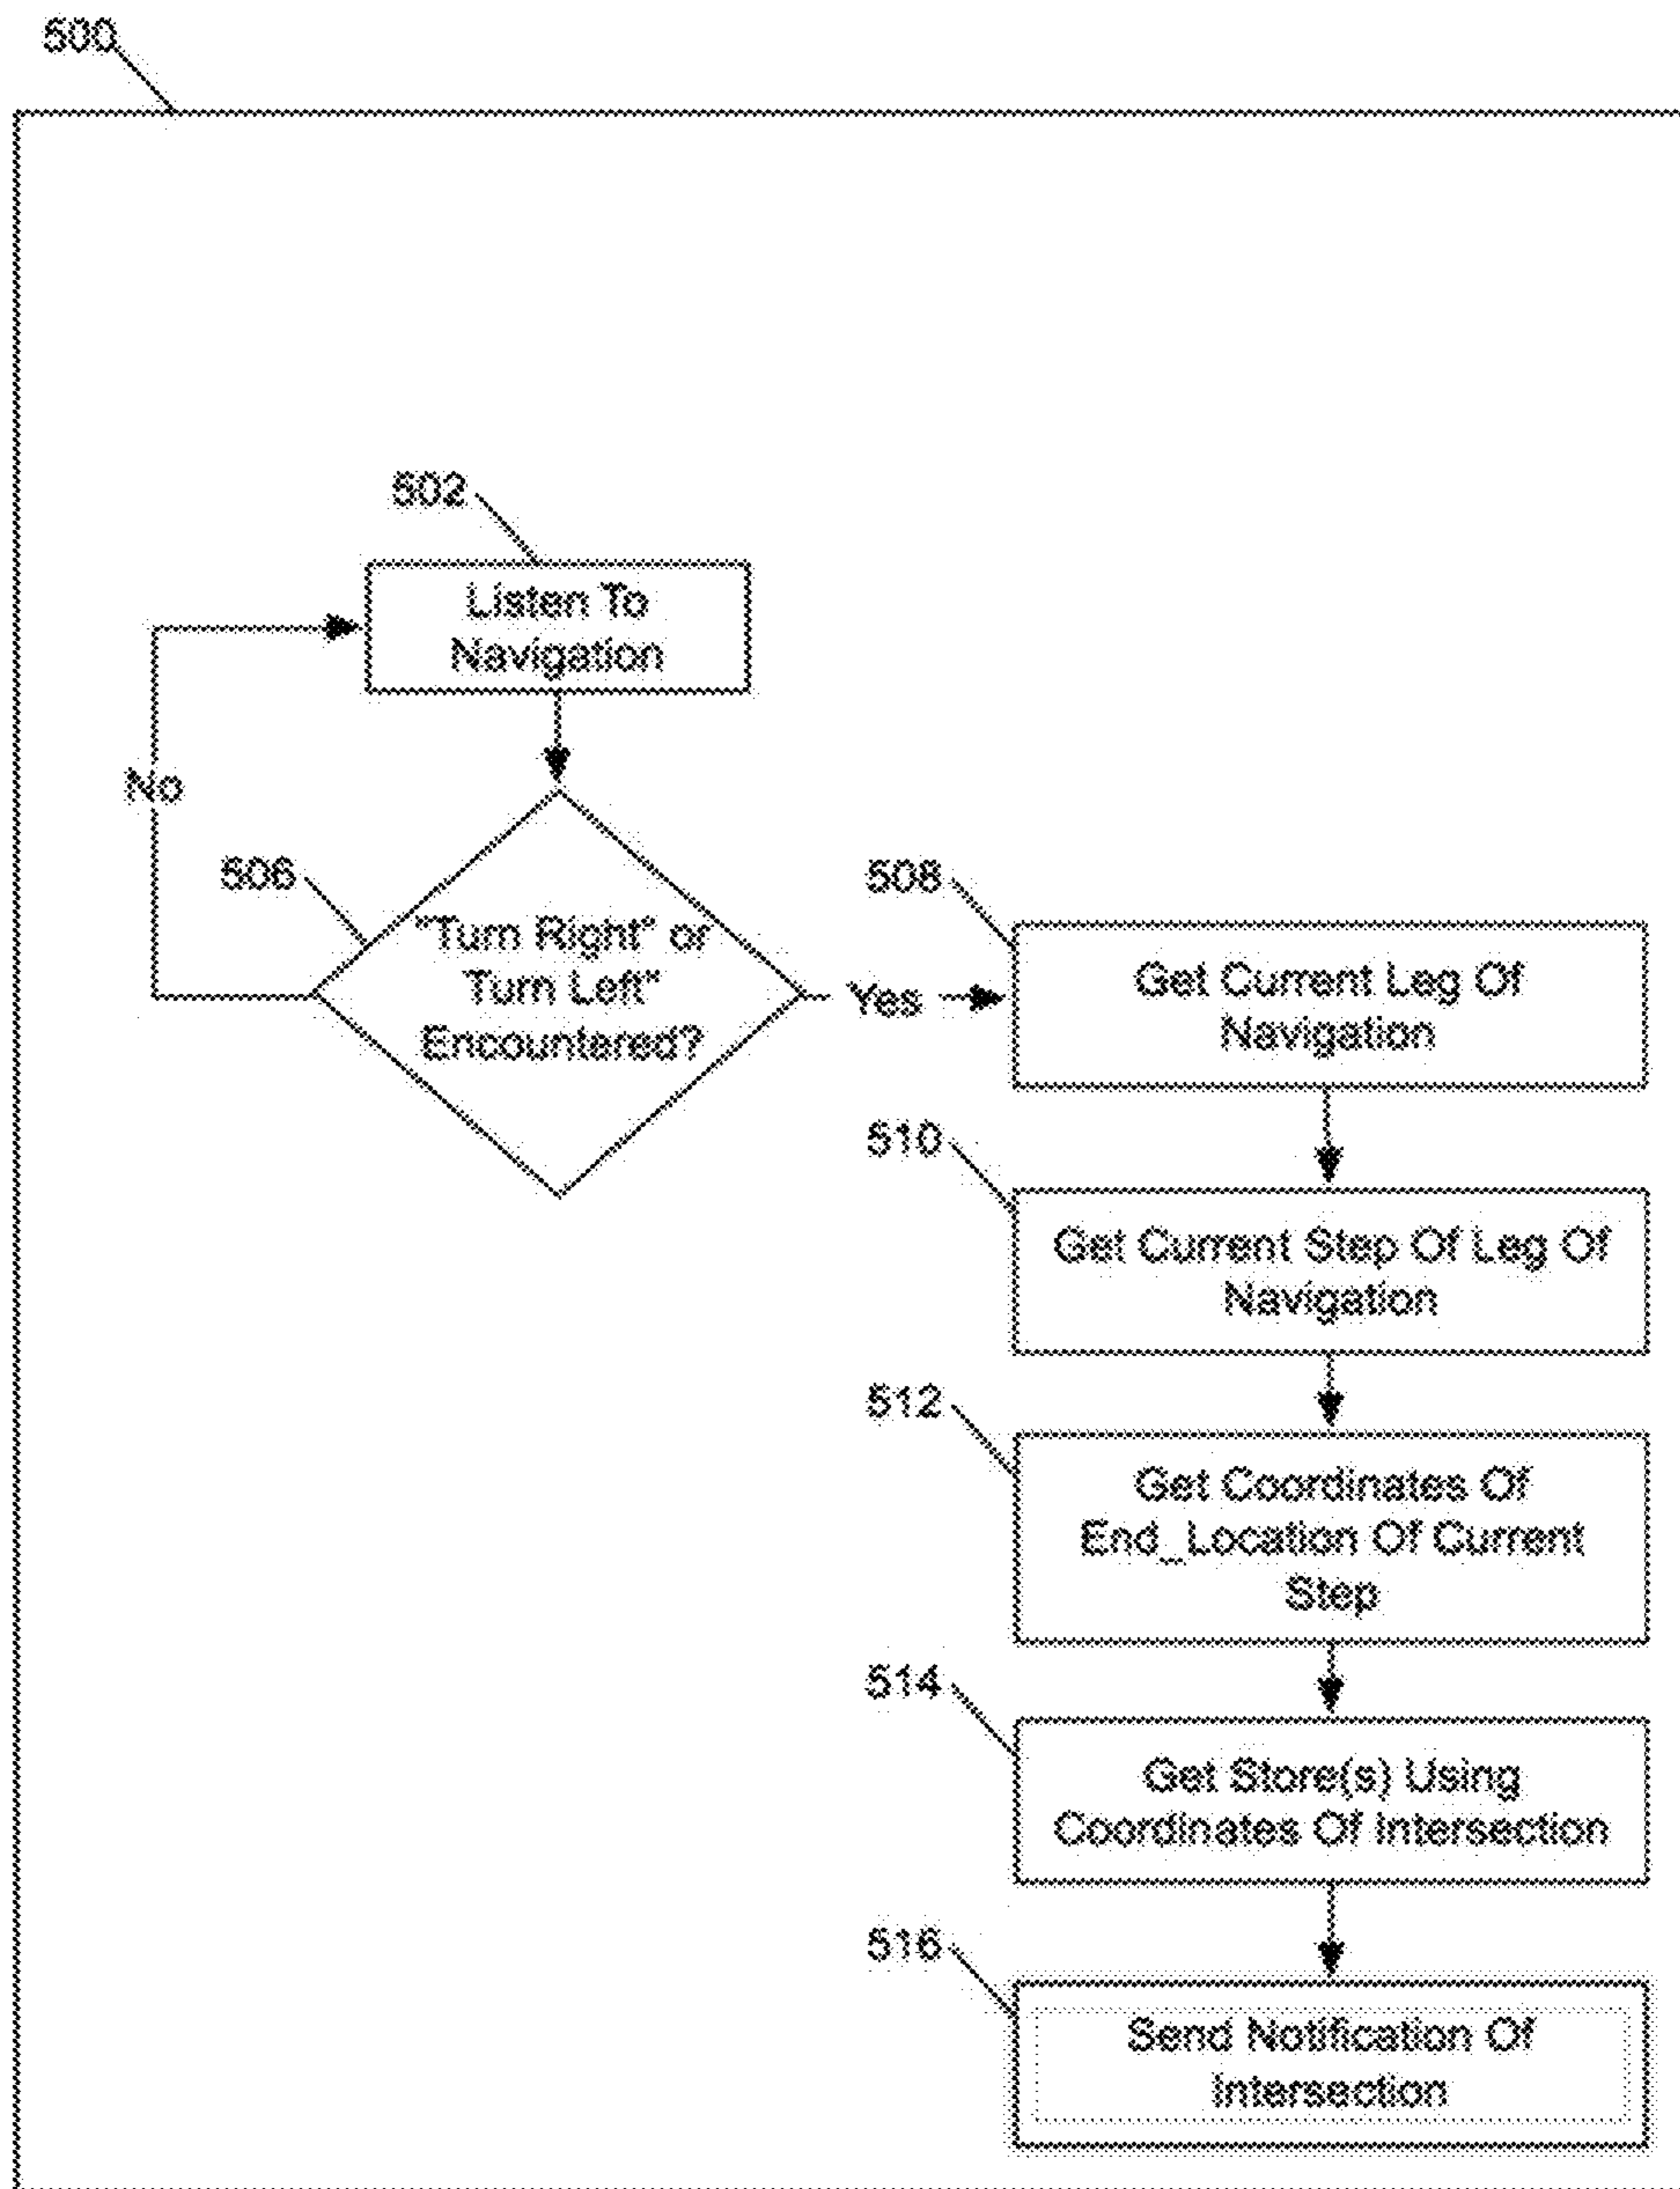 500
502
Listen To
Navigation
No
506
"Turn Right" or
Turn Left"
Encountered?
Yes
508
Get Current Leg Of
Navigation
510
Get Current Step Of Leg Of
Navigation
512
Get Coordinates Of
End_Location Of Current
Step
514
Get Store(s) Using
Coordinates Of Intersection
516
Send Notification Of
Intersection